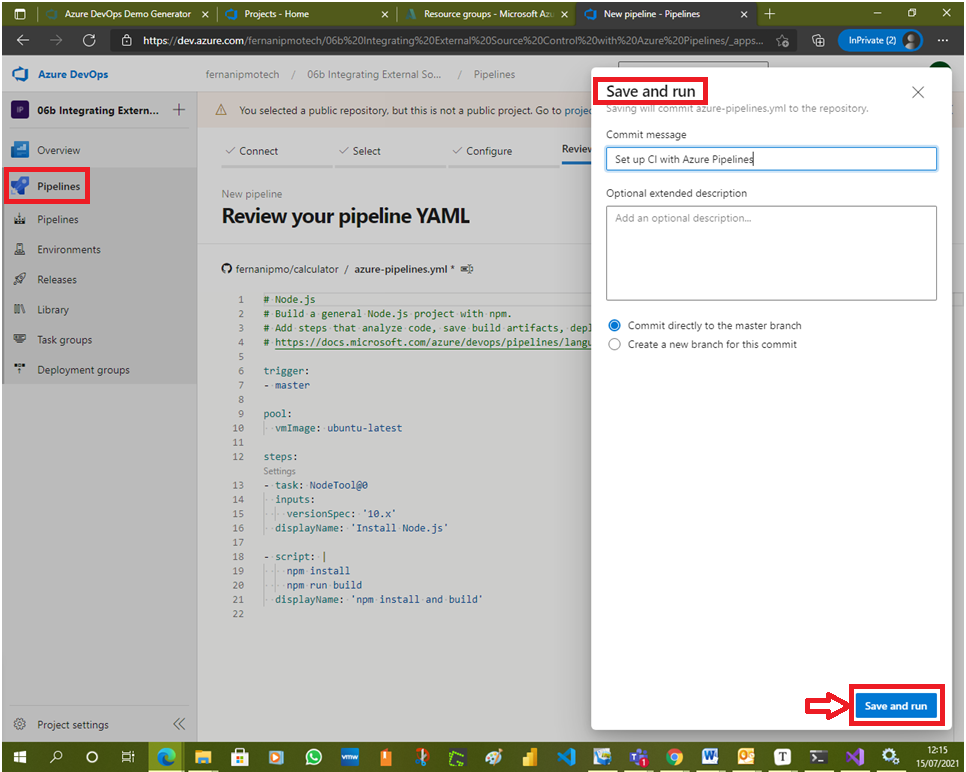 Azure DevOps Demo Generator
Projects - Home
Resource groups - Microsoft Azu
New pipeline - Pipelines
https://dev.azure.com/fernanipmotech/06b%20Integrating%20External%20Source%20Control%20with%20Azure%20Pipelines/_apps...
InPrivate (2)
Azure DevOps
fernanipmotech / 06b Integrating External So... / Pipelines
IP
06b Integrating Extern...
Overview
Pipelines
Pipelines
Environments
Releases
Library
Task groups
Deployment groups
Project settings
You selected a public repository, but this is not a public project. Go to projec
Connect
Select
Configure
Review
New pipeline
Review your pipeline YAML
fernanipmo/calculator / azure-pipelines.yml *
1 # Node.js
2 # Build a general Node.js project with npm.
3 # Add steps that analyze code, save build artifacts, depl
4 # https://docs.microsoft.com/azure/devops/pipelines/langu
5
6 trigger:
7 - master
8
9 pool:
10 vmImage: ubuntu-latest
11
12 steps:
Settings
13 - task: NodeTool@0
14 inputs:
15 versionSpec: '10.x'
16 displayName: 'Install Node.js'
17
18 - script: |
19 npm install
20 npm run build
21 displayName: 'npm install and build'
22
Save and run
Saving will commit azure-pipelines.yml to the repository.
Commit message
Set up CI with Azure Pipelines
Optional extended description
Add an optional description...
Commit directly to the master branch
Create a new branch for this commit
Save and run
vmw
12:15
15/07/2021